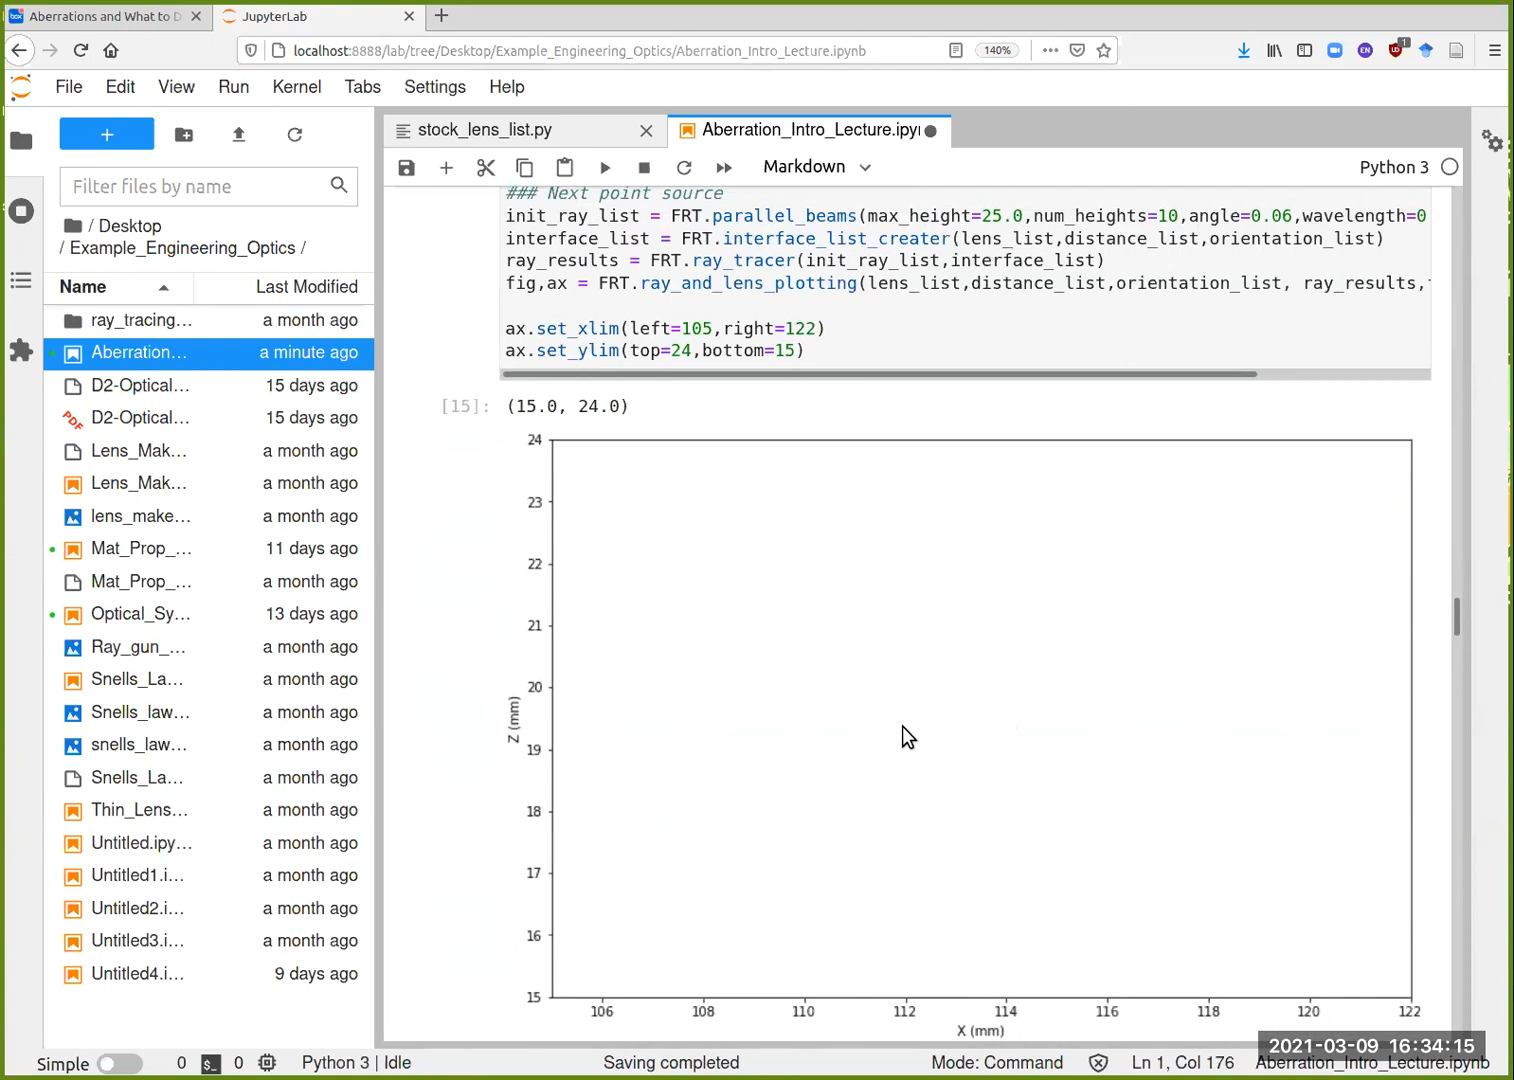 Aberrations and What to D
JupyterLab
localhost:8888/lab/tree/Desktop/Example_Engineering_Optics/Aberration_Intro_Lecture.ipynb
140%
EN
1
File Edit View Run Kernel Tabs Settings Help
stock_lens_list.py
Aberration_Intro_Lecture.ipyn
Markdown
Python 3
Filter files by name
/ Desktop
/ Example_Engineering_Optics /
Name Last Modified
ray_tracing... a month ago
Aberration... a minute ago
D2-Optical... 15 days ago
D2-Optical... 15 days ago
Lens_Mak... a month ago
Lens_Mak... a month ago
lens_make... a month ago
Mat_Prop_... 11 days ago
Mat_Prop_... a month ago
Optical_Sy... 13 days ago
Ray_gun_... a month ago
Snells_La... a month ago
Snells_law... a month ago
snells_law... a month ago
Snells_La... a month ago
Thin_Lens... a month ago
Untitled.ipy... a month ago
Untitled1.i... a month ago
Untitled2.i... a month ago
Untitled3.i... a month ago
Untitled4.i... 9 days ago
### Next point source
init_ray_list = FRT.parallel_beams(max_height=25.0,num_heights=10,angle=0.06,wavelength=0
interface_list = FRT.interface_list_creater(lens_list,distance_list,orientation_list)
ray_results = FRT.ray_tracer(init_ray_list,interface_list)
fig,ax = FRT.ray_and_lens_plotting(lens_list,distance_list,orientation_list, ray_results,
ax.set_xlim(left=105,right=122)
ax.set_ylim(top=24,bottom=15)
[15]: (15.0, 24.0)
24
23
22
21
20
19
18
17
16
15
Z (mm)
106 108 110 112 114 116 118 120 122
X (mm)
2021-03-09 16:34:15
Simple 0 $_ 0 Python 3 | Idle Saving completed Mode: Command Ln 1, Col 176 Aberration_Intro_Lecture.ipynb